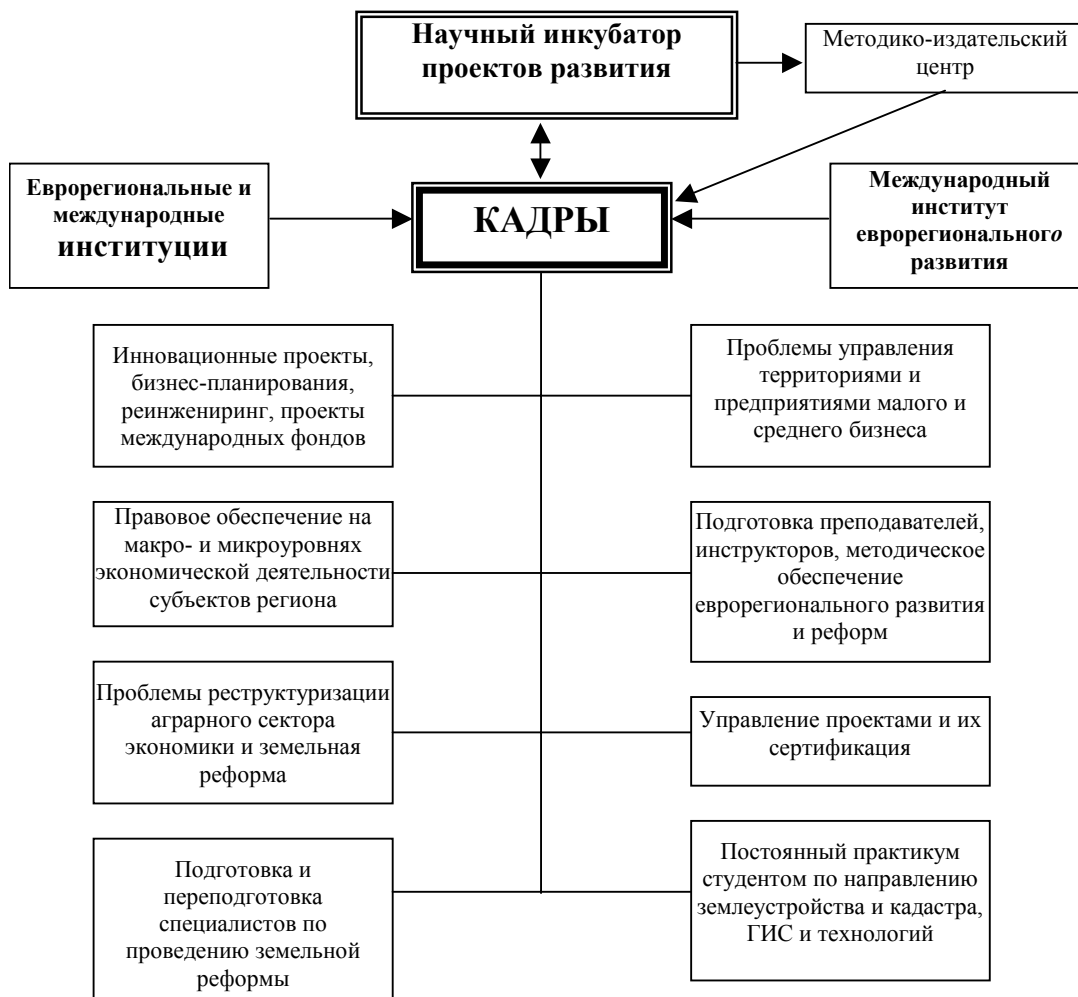 Научный инкубатор
проектов развития
Методико-издательский
центр
Еврорегиональные и
международные
институции
КАДРЫ
Международный
институт
еврорегионального
развития
Инновационные проекты,
бизнес-планирования,
реинжениринг, проекты
международных фондов
Проблемы управления
территориями и
предприятиями малого и
среднего бизнеса
Правовое обеспечение на
макро- и микроуровнях
экономической деятельности
субъектов региона
Подготовка преподавателей,
инструкторов, методическое
обеспечение
еврорегионального развития
и реформ
Проблемы реструктуризации
аграрного сектора
экономики и земельная
реформа
Управление проектами и их
сертификация
Подготовка и
переподготовка
специалистов по
проведению земельной
реформы
Постоянный практикум
студентом по направлению
землеустройства и кадастра,
ГИС и технологий